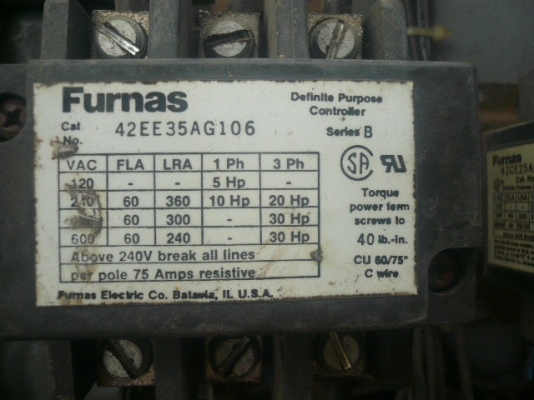 Furnas
Definite Purpose
Controller
Cat
No.
42EE35AG106
Series B
VAC FLA LRA 1 Ph 3 Ph
120 - - 5 Hp -
240 60 360 10 Hp 20 Hp
60 300 - 30 Hp
600 60 240 - 30 Hp
Above 240V break all lines
per pole 75 Amps resistive
Furnas Electric Co. Batavia, IL U.S.A.
SA
UR
Torque
power term
screws to
40 lb.-in.
CU 60/75°
C wire
Furnas
42CE25A